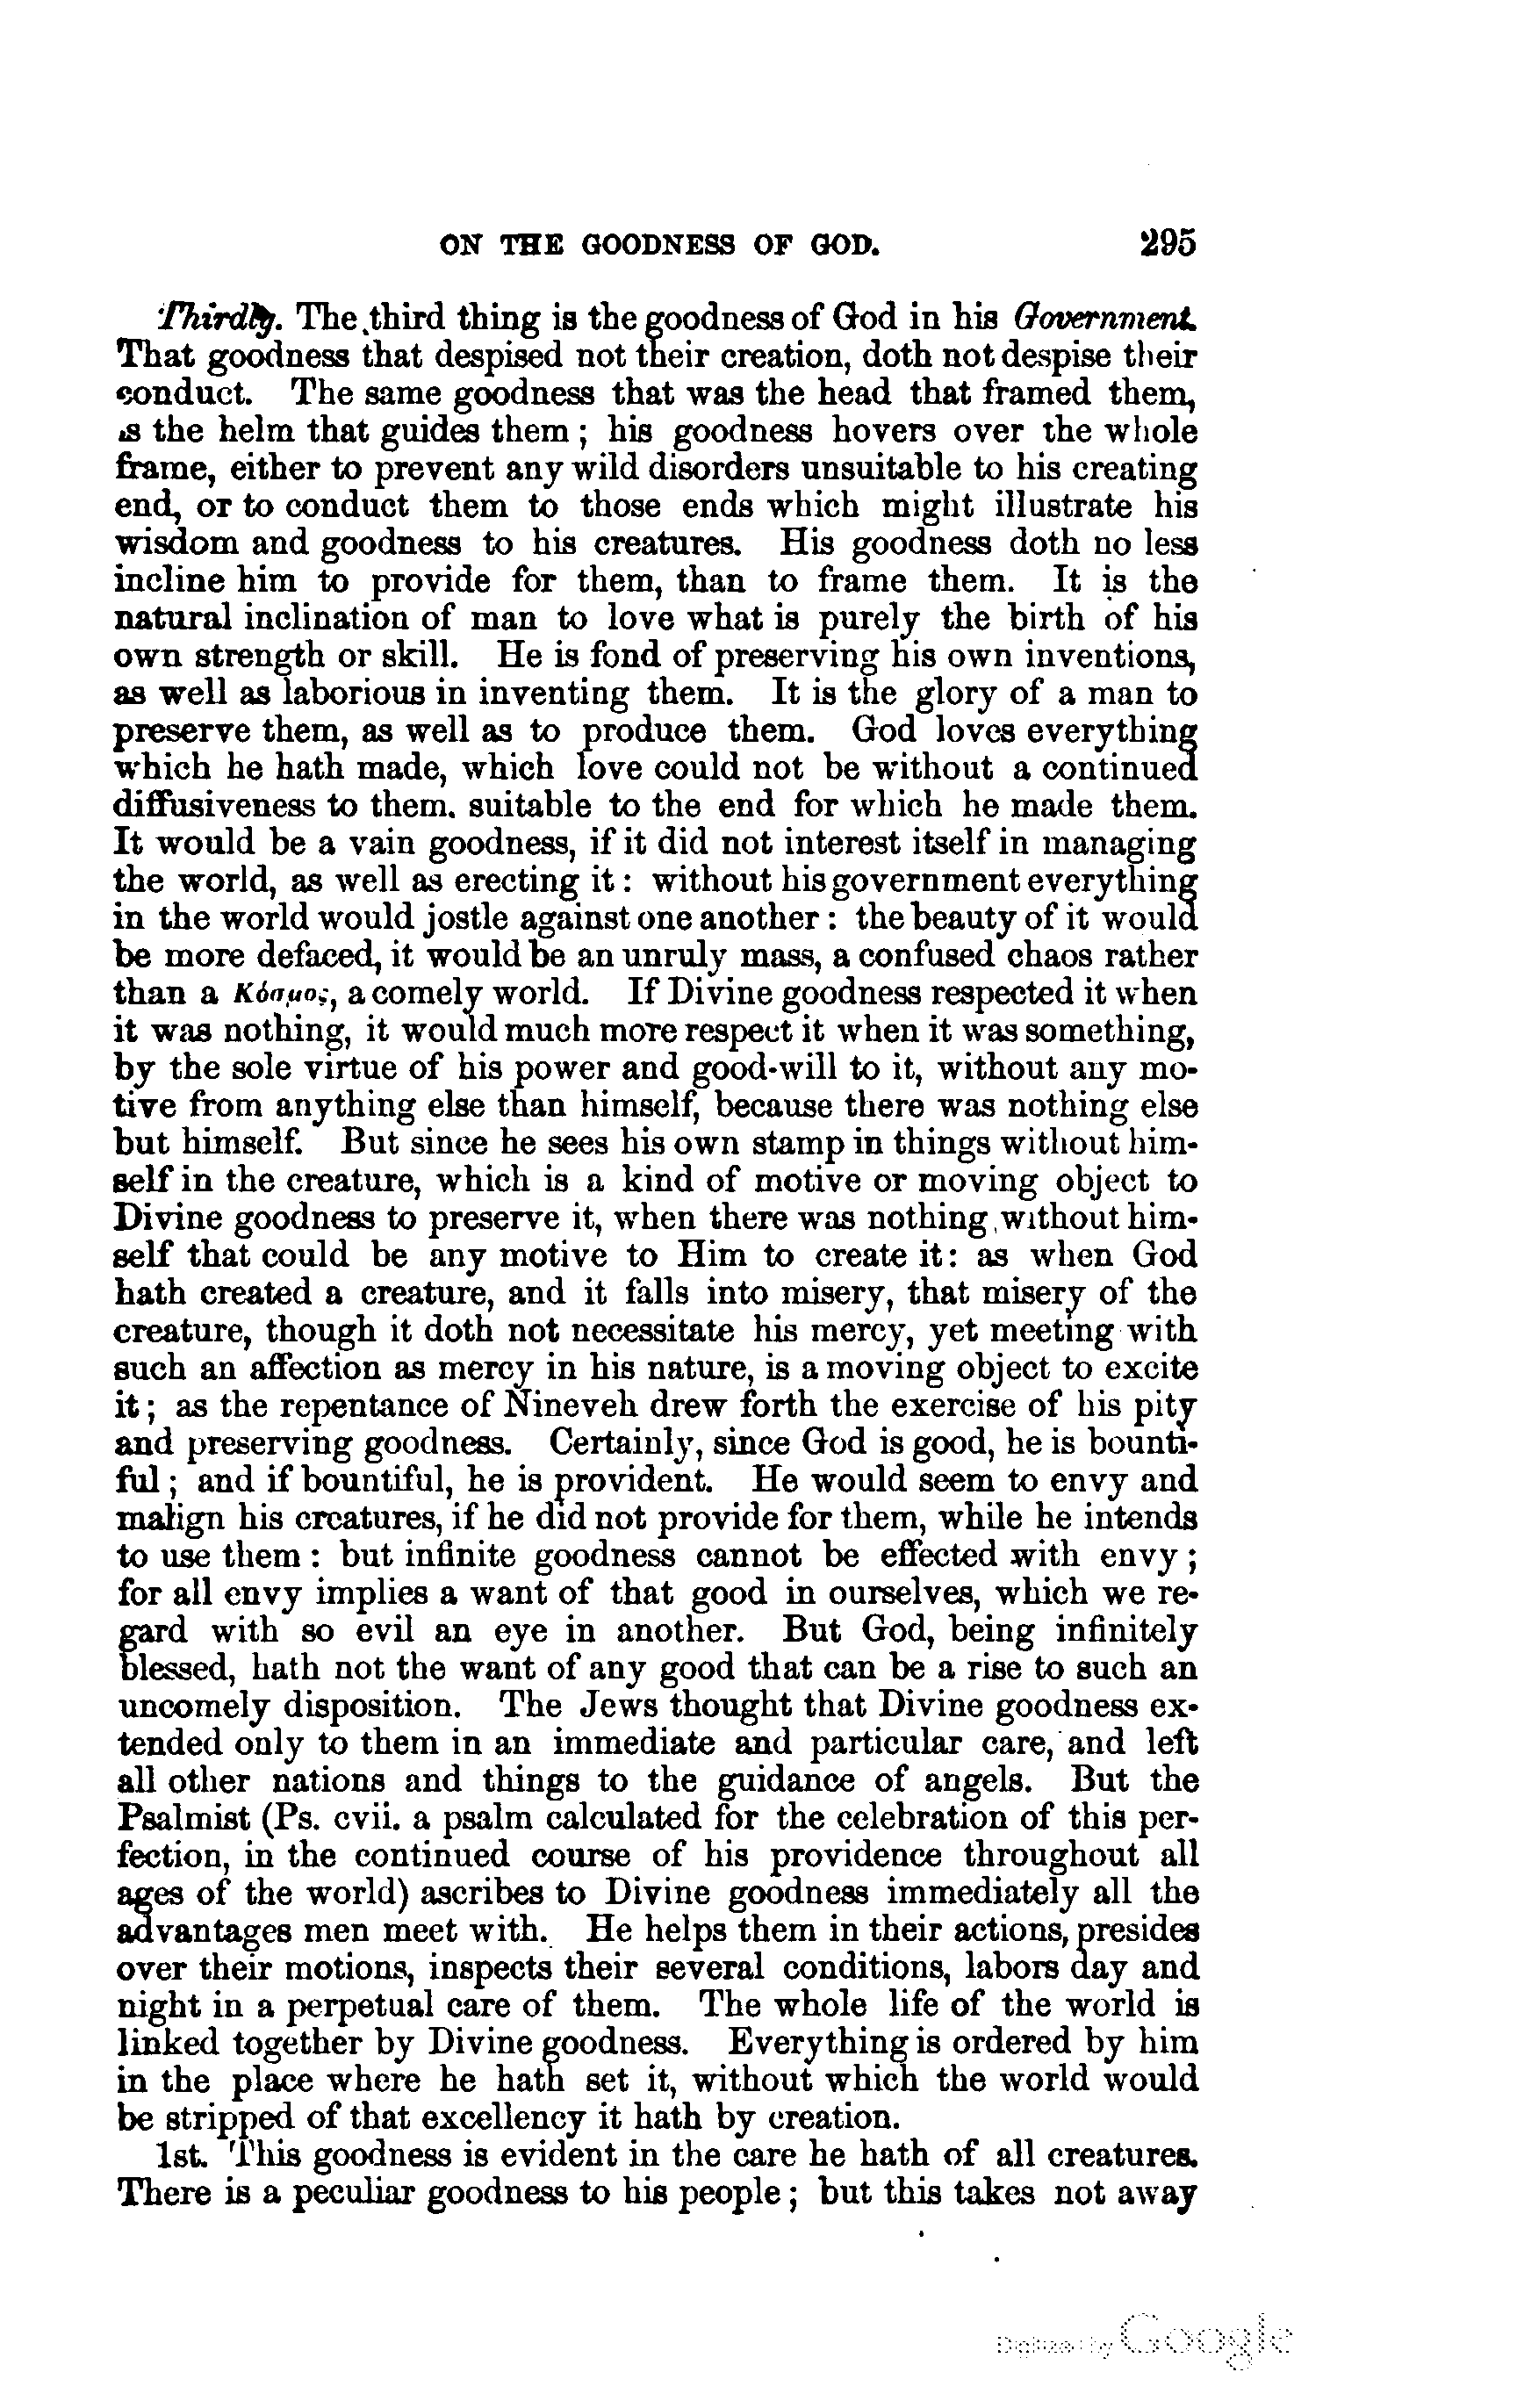 ON THE GOODNESS OF GOD. 295
Thirdly. The third thing is the goodness of God in his Government.
That goodness that despised not their creation, doth not despise their
conduct. The same goodness that was the head that framed them,
is the helm that guides them; his goodness hovers over the whole
frame, either to prevent any wild disorders unsuitable to his creating
end, or to conduct them to those ends which might illustrate his
wisdom and goodness to his creatures. His goodness doth no less
incline him to provide for them, than to frame them. It is the
natural inclination of man to love what is purely the birth of his
own strength or skill. He is fond of preserving his own inventions,
as well as laborious in inventing them. It is the glory of a man to
preserve them, as well as to produce them. God loves everything
which he hath made, which love could not be without a continued
diffusiveness to them. suitable to the end for which he made them.
It would be a vain goodness, if it did not interest itself in managing
the world, as well as erecting it: without his government everything
in the world would jostle against one another: the beauty of it would
be more defaced, it would be an unruly mass, a confused chaos rather
than a Κόσμος, a comely world. If Divine goodness respected it when
it was nothing, it would much more respect it when it was something,
by the sole virtue of his power and good-will to it, without any mo-
tive from anything else than himself, because there was nothing else
but himself. But since he sees his own stamp in things without him-
self in the creature, which is a kind of motive or moving object to
Divine goodness to preserve it, when there was nothing without him-
self that could be any motive to Him to create it: as when God
hath created a creature, and it falls into misery, that misery of the
creature, though it doth not necessitate his mercy, yet meeting with
such an affection as mercy in his nature, is a moving object to excite
it; as the repentance of Nineveh drew forth the exercise of his pity
and preserving goodness. Certainly, since God is good, he is bounti-
ful; and if bountiful, he is provident. He would seem to envy and
malign his creatures, if he did not provide for them, while he intends
to use them: but infinite goodness cannot be effected with envy;
for all envy implies a want of that good in ourselves, which we re-
gard with so evil an eye in another. But God, being infinitely
blessed, hath not the want of any good that can be a rise to such an
uncomely disposition. The Jews thought that Divine goodness ex-
tended only to them in an immediate and particular care, and left
all other nations and things to the guidance of angels. But the
Psalmist (Ps. cvii. a psalm calculated for the celebration of this per-
fection, in the continued course of his providence throughout all
ages of the world) ascribes to Divine goodness immediately all the
advantages men meet with. He helps them in their actions, presides
over their motions, inspects their several conditions, labors day and
night in a perpetual care of them. The whole life of the world is
linked together by Divine goodness. Everything is ordered by him
in the place where he hath set it, without which the world would
be stripped of that excellency it hath by creation.
1st. This goodness is evident in the care he hath of all creatures.
There is a peculiar goodness to his people; but this takes not away
Digitized by Google